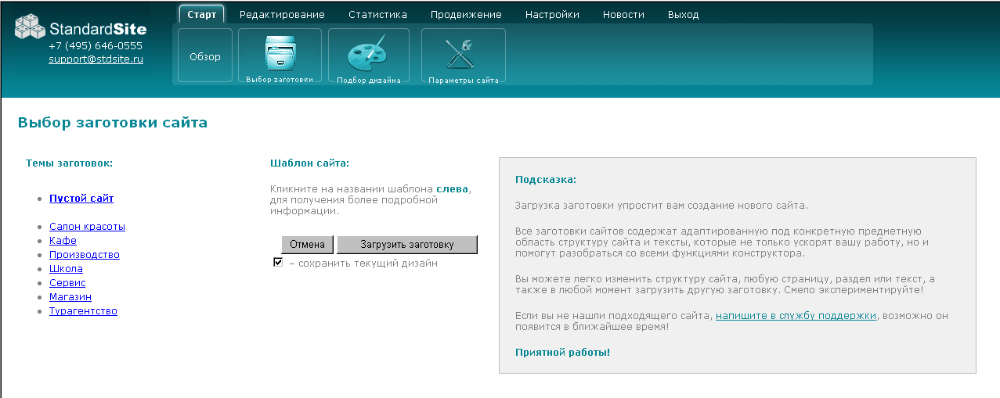 StandardSite
+7 (495) 646-0555
support@stdsite.ru
Старт Редактирование Статистика Продвижение Настройки Новости Выход
Обзор Выбор заготовки Подбор дизайна Параметры сайта
Выбор заготовки сайта
Темы заготовок:
Пустой сайт
Салон красоты
Кафе
Производство
Школа
Сервис
Магазин
Турагентство
Шаблон сайта:
Кликните на названии шаблона слева,
для получения более подробной
информации.
Отмена Загрузить заготовку
– сохранить текущий дизайн
Подсказка:
Загрузка заготовки упростит вам создание нового сайта.
Все заготовки сайтов содержат адаптированную под конкретную предметную
область структуру сайта и тексты, которые не только ускорят вашу работу, но и
помогут разобраться со всеми функциями конструктора.
Вы можете легко изменить структуру сайта, любую страницу, раздел или текст, а
также в любой момент загрузить другую заготовку. Смело экспериментируйте!
Если вы не нашли подходящего сайта, напишите в службу поддержки, возможно он
появится в ближайшее время!
Приятной работы!